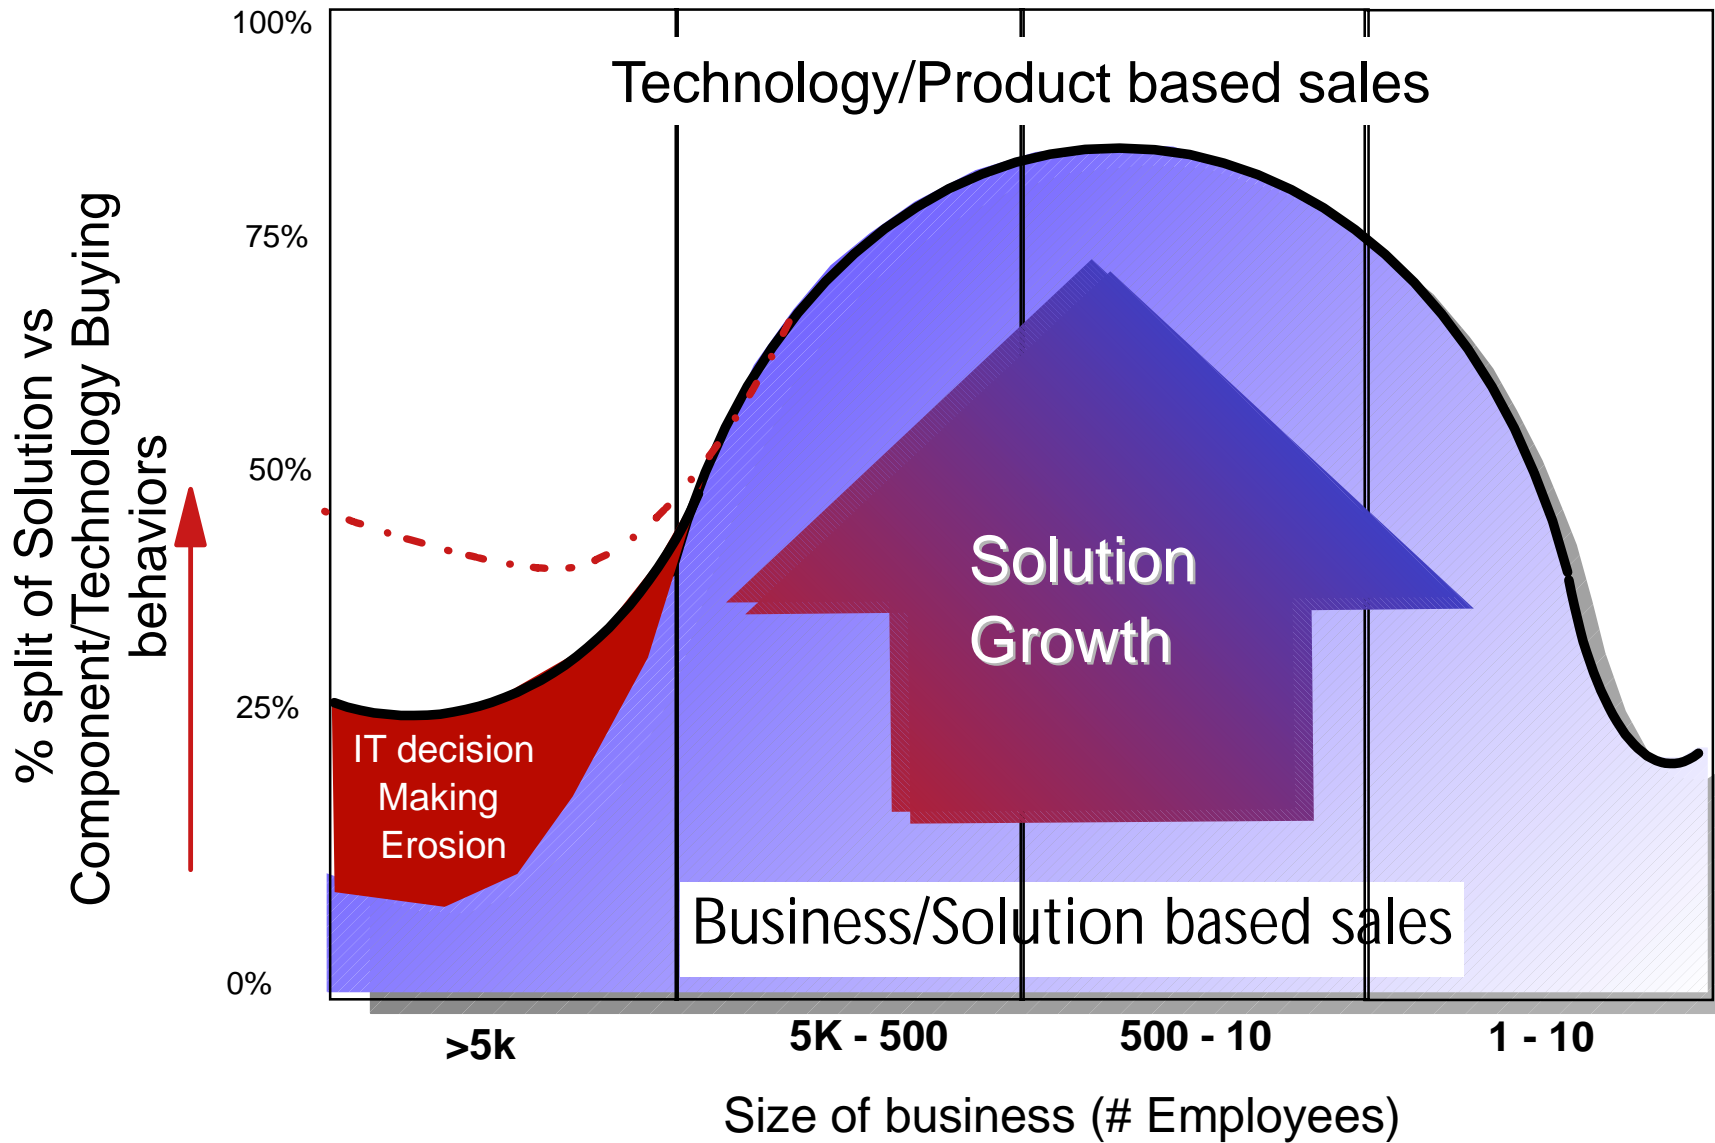 100%
Technology/Product based sales
75%
50%
25%
0%
% split of Solution vs
Component/Technology Buying
behaviors
Solution
Growth
IT decision
Making
Erosion
Business/Solution based sales
>5k
5K - 500
500 - 10
1 - 10
Size of business (# Employees)